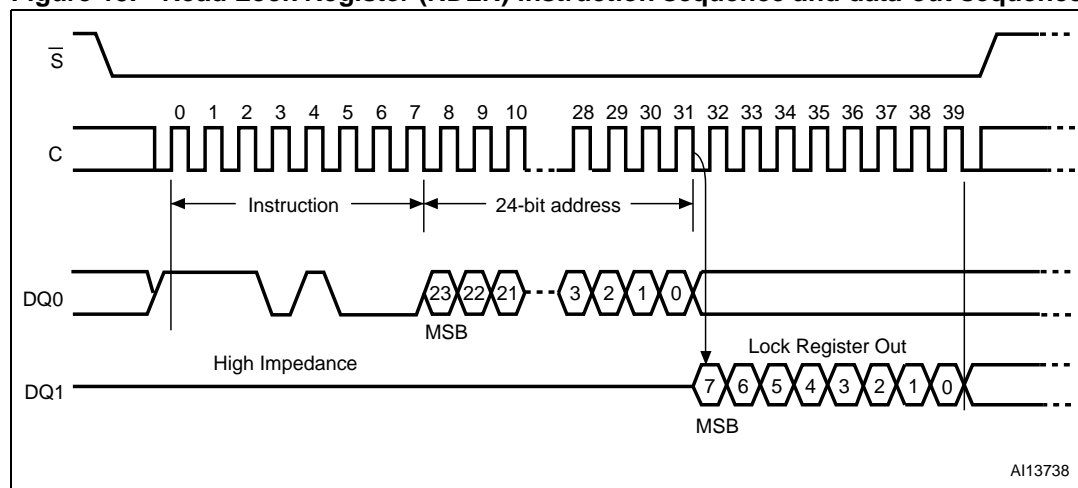 Figure 16. Read Lock Register (RDLR) instruction sequence and data-out sequence
S
0 1 2 3 4 5 6 7 8 9 10 28 29 30 31 32 33 34 35 36 37 38 39
C
Instruction 24-bit address
DQ0 23 22 21 3 2 1 0
MSB
High Impedance Lock Register Out
DQ1 7 6 5 4 3 2 1 0
MSB
AI13738